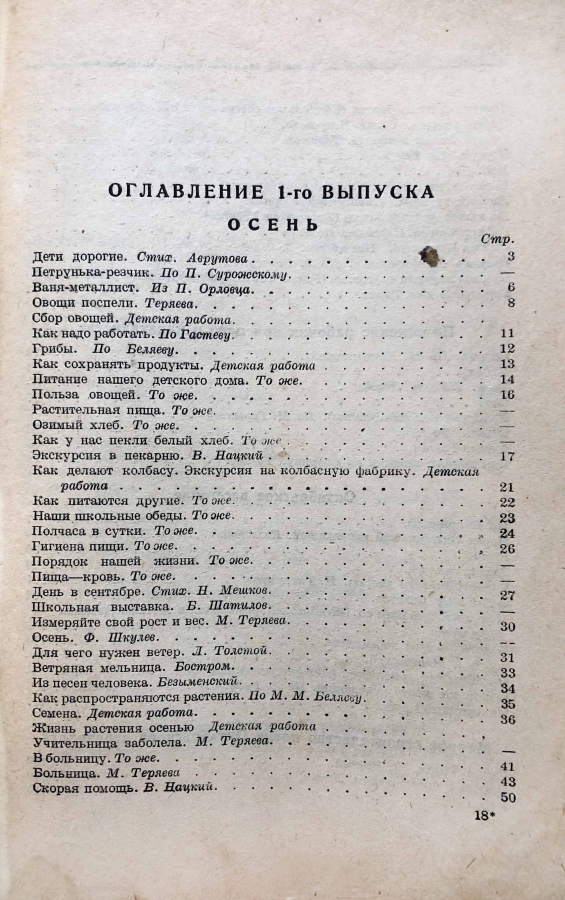 ОГЛАВЛЕНИЕ 1-го ВЫПУСКА
ОСЕНЬ
Стр.
Дети дорогие. Стих. Аврутова . . . . . . . . . . . 3
Петрунька-резчик. По П. Сурожскому. . . . . . . . . —
Ваня-металлист. Из П. Орловца . . . . . . . . . . . 6
Овощи поспели. Теряева. . . . . . . . . . . . . . 8
Сбор овощей. Детская работа. . . . . . . . . . .
Как надо работать. По Гастеву. . . . . . . . . . . 11
Грибы. По Беляеву. . . . . . . . . . . . . . . 12
Как сохранять продукты. Детская работа . . . . . . . 13
Питание нашего детского дома. То же. . . . . . . . . 14
Польза овощей. То же. . . . . . . . . . . . . . 16
Растительная пища. То же. . . . . . . . . . . . . —
Озимый хлеб. То же. . . . . . . . . . . . . . . —
Как у нас пекли белый хлеб. То же . . . . . . . . . —
Экскурсия в пекарню. В. Нацкий . . . . . . . . . . 17
Как делают колбасу. Экскурсия на колбасную фабрику. Детская
работа . . . . . . . . . . . . . . . . . . 21
Как питаются другие. То же. . . . . . . . . . . . 22
Наши школьные обеды. То же. . . . . . . . . . . . 23
Полчаса в сутки. То же. . . . . . . . . . . . . . 24
Гигиена пищи. То же. . . . . . . . . . . . . . . 26
Порядок нашей жизни. То же. . . . . . . . . . . . —
Пища—кровь. То же. . . . . . . . . . . . . . . —
День в сентябре. Стих. Н. Мешков. . . . . . . . . . 27
Школьная выставка. Б. Шатилов. . . . . . . . . . . —
Измеряйте свой рост и вес. М. Теряева. . . . . . . . 30
Осень. Ф. Шкулев. . . . . . . . . . . . . . . . —
Для чего нужен ветер. Л. Толстой. . . . . . . . . . 31
Ветряная мельница. Бостром. . . . . . . . . . . . 33
Из песен человека. Безыменский. . . . . . . . . . . 34
Как распространяются растения. По М. М. Беляеву. . . . . 35
Семена. Детская работа. . . . . . . . . . . . . . 36
Жизнь растения осенью Детская работа . . . . . . .
Учительница заболела. М. Теряева. . . . . . . . . . —
В больницу. То же. . . . . . . . . . . . . . . . 41
Больница. М. Теряева . . . . . . . . . . . . . . 43
Скорая помощь. В. Нацкий. . . . . . . . . . . . . 50
18*